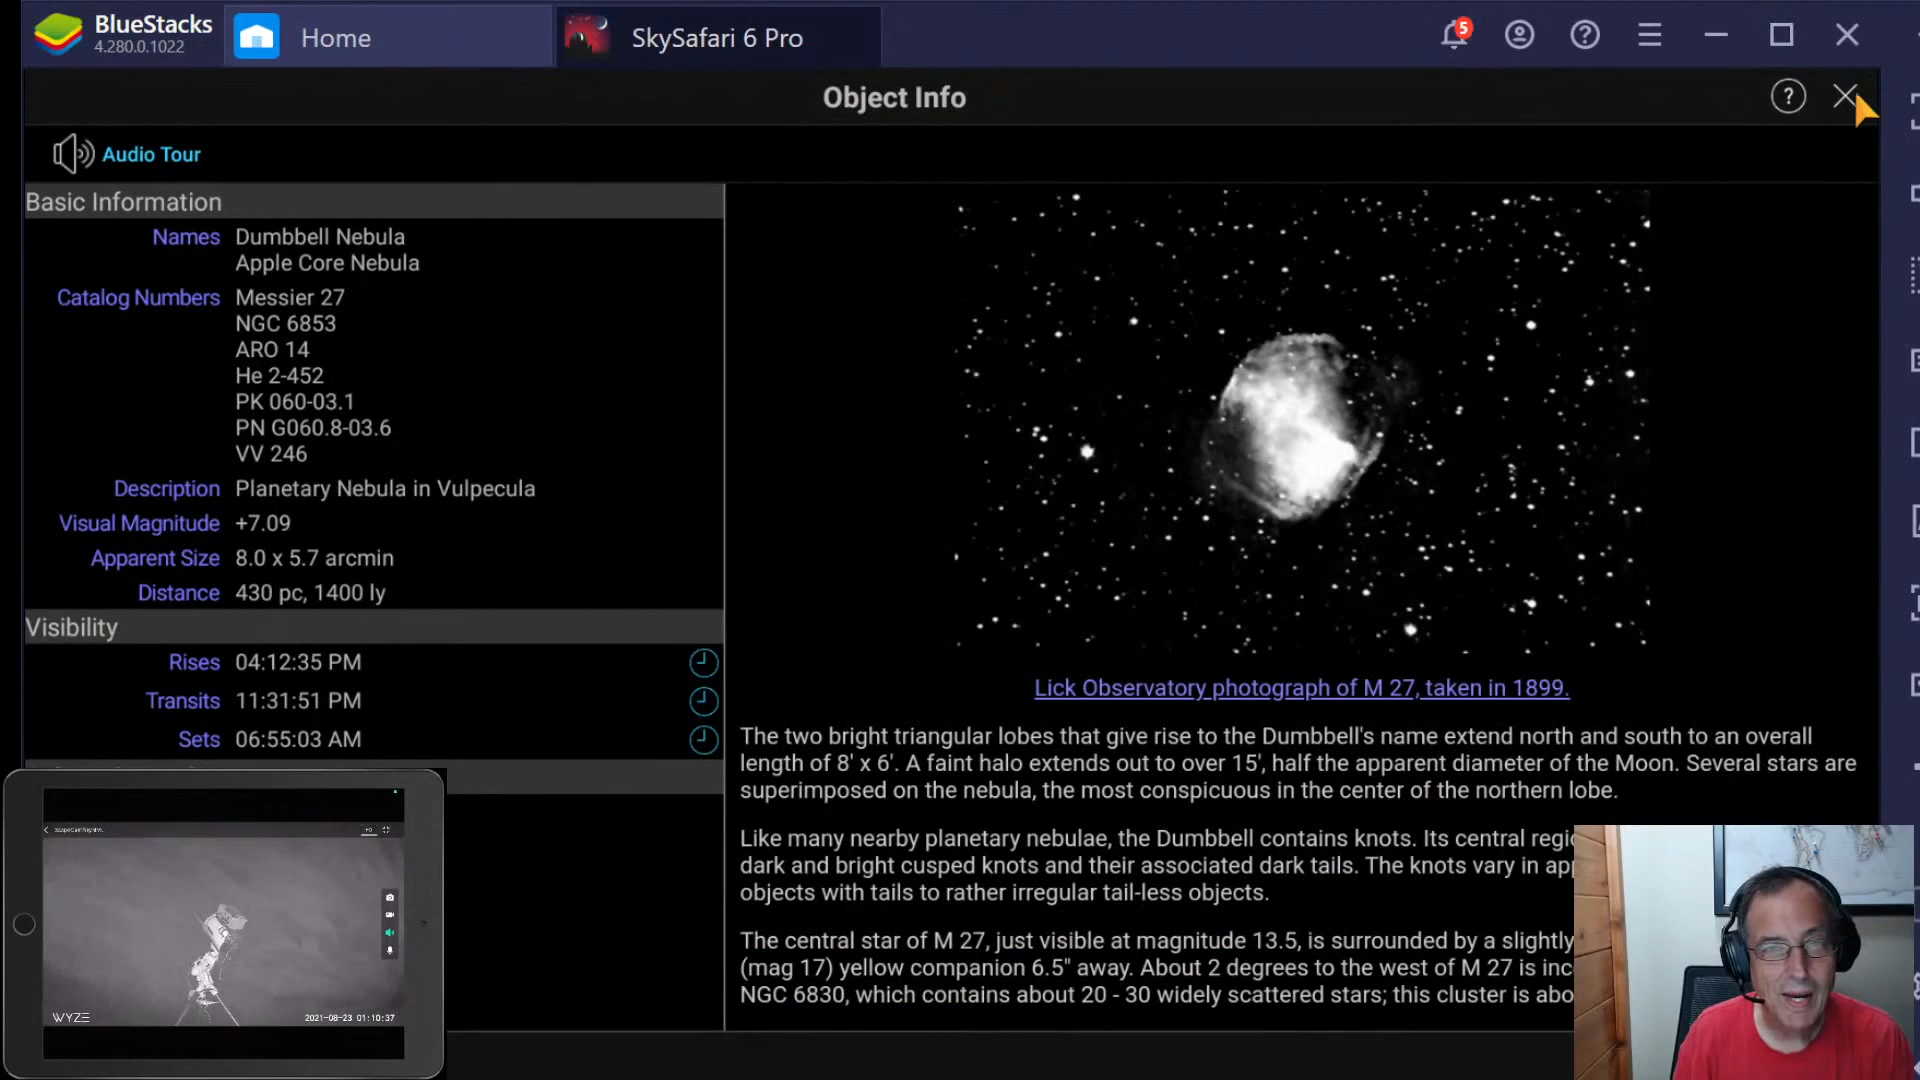 BlueStacks
4.280.0.1022
Home
SkySafari 6 Pro
5
Object Info
?
Audio Tour
Basic Information
Names Dumbbell Nebula
Apple Core Nebula
Catalog Numbers Messier 27
NGC 6853
ARO 14
He 2-452
PK 060-03.1
PN G060.8-03.6
VV 246
Description Planetary Nebula in Vulpecula
Visual Magnitude +7.09
Apparent Size 8.0 x 5.7 arcmin
Distance 430 pc, 1400 ly
Visibility
Rises 04:12:35 PM
Transits 11:31:51 PM
Sets 06:55:03 AM
Lick Observatory photograph of M 27, taken in 1899.
The two bright triangular lobes that give rise to the Dumbbell's name extend north and south to an overall
length of 8' x 6'. A faint halo extends out to over 15', half the apparent diameter of the Moon. Several stars are
superimposed on the nebula, the most conspicuous in the center of the northern lobe.
Like many nearby planetary nebulae, the Dumbbell contains knots. Its central regio
dark and bright cusped knots and their associated dark tails. The knots vary in app
objects with tails to rather irregular tail-less objects.
The central star of M 27, just visible at magnitude 13.5, is surrounded by a slightly
(mag 17) yellow companion 6.5" away. About 2 degrees to the west of M 27 is inc
NGC 6830, which contains about 20 - 30 widely scattered stars; this cluster is abo
WYZE
2021-08-23 01:10:37